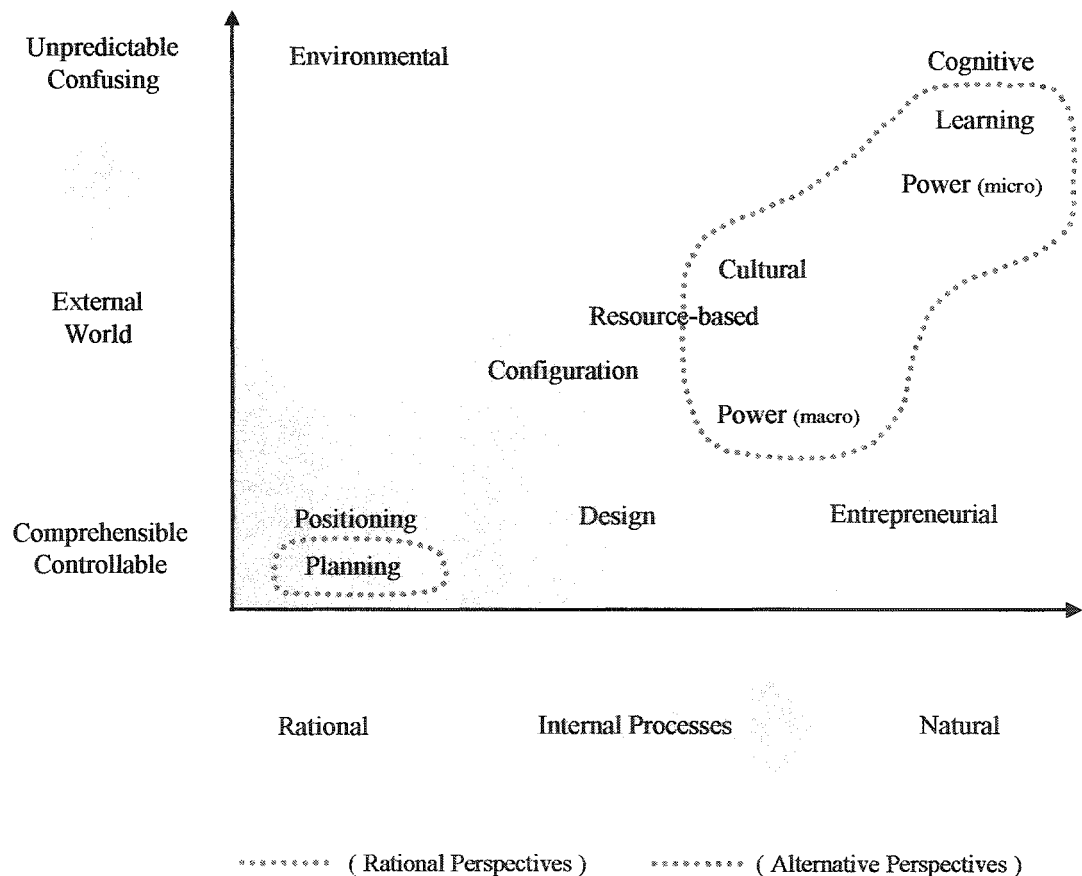 Unpredictable
Confusing
Environmental
Cognitive
Learning
Power (micro)
Cultural
External
World
Resource-based
Configuration
Power (macro)
Positioning
Design
Entrepreneurial
Comprehensible
Controllable
Planning
Rational
Internal Processes
Natural
( Rational Perspectives )
( Alternative Perspectives )